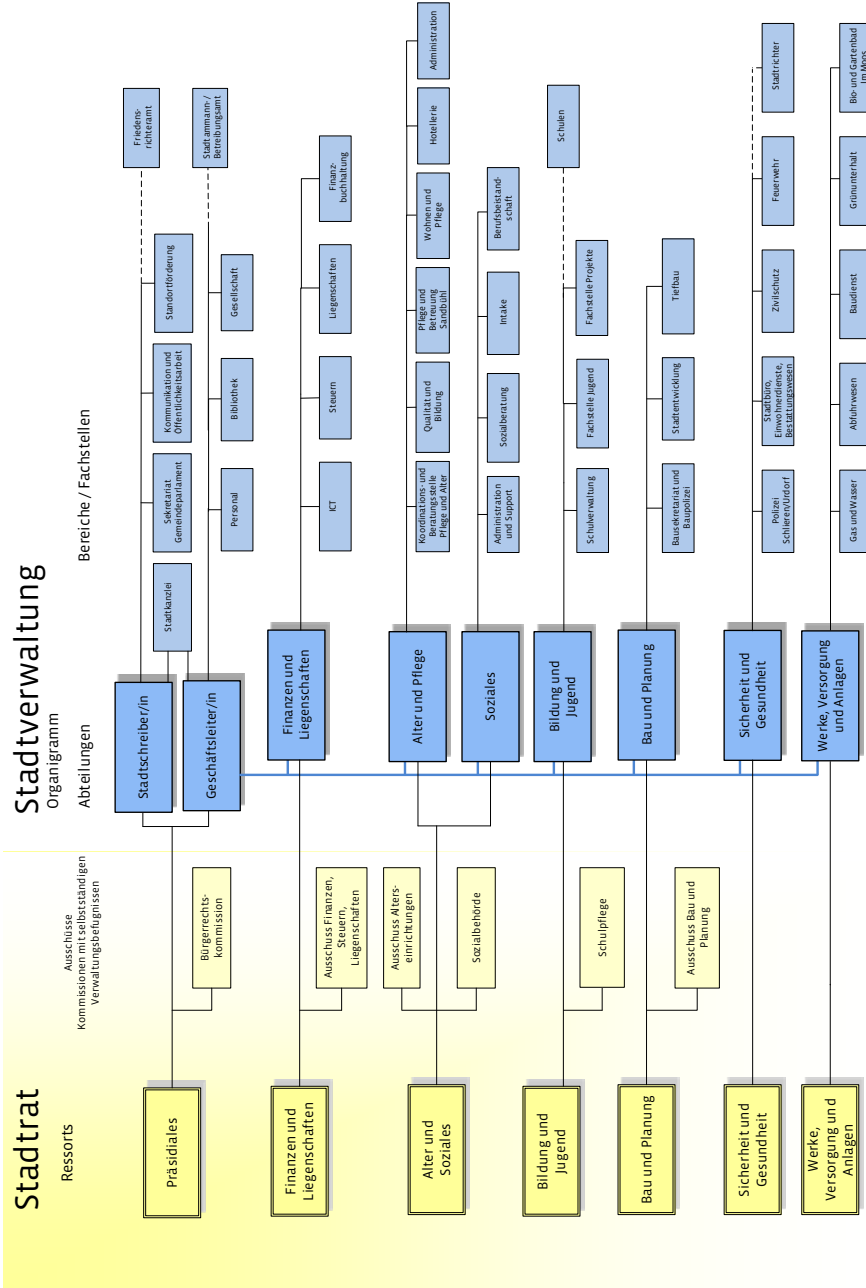 Stadtrat
Stadtverwaltung
Organigramm
Ressorts
Ausschüsse
Kommissionen mit selbstständigen
Verwaltungsbefugnissen
Abteilungen
Bereiche / Fachstellen
Präsidiales
Bürgerrechts-
kommission
Stadtschreiber/in
Geschäftsleiter/in
Stadtkanzlei
Sekretariat
Gemeindeparlament
Kommunikation und
Öffentlichkeitsarbeit
Standortförderung
Friedens-
richteramt
Personal
Bibliothek
Gesellschaft
Stadtammann-/
Betreibungsamt
Finanzen und
Liegenschaften
Ausschuss Finanzen,
Steuern,
Liegenschaften
Finanzen und
Liegenschaften
ICT
Steuern
Liegenschaften
Finanz-
buchhaltung
Alter und
Soziales
Ausschuss Alters-
einrichtungen
Sozialbehörde
Alter und Pflege
Koordinations- und
Beratungsstelle
Pflege und Alter
Qualität und
Bildung
Pflege und
Betreuung
Sandbühl
Wohnen und
Pflege
Hotellerie
Administration
Soziales
Administration
und Support
Sozialberatung
Intake
Berufsbeistand-
schaft
Bildung und
Jugend
Schulpflege
Bildung und
Jugend
Schulverwaltung
Fachstelle Jugend
Fachstelle Projekte
Schulen
Bau und Planung
Ausschuss Bau und
Planung
Bau und Planung
Bausekretariat und
Baupolizei
Stadtentwicklung
Tiefbau
Sicherheit und
Gesundheit
Sicherheit und
Gesundheit
Polizei
Schlieren/Urdorf
Stadtbüro,
Einwohnerdienste,
Bestattungswesen
Zivilschutz
Feuerwehr
Stadtrichter
Werke,
Versorgung und
Anlagen
Werke, Versorgung
und Anlagen
Gas und Wasser
Abfuhrwesen
Baudienst
Grünunterhalt
Bio- und Gartenbad
Im Moos